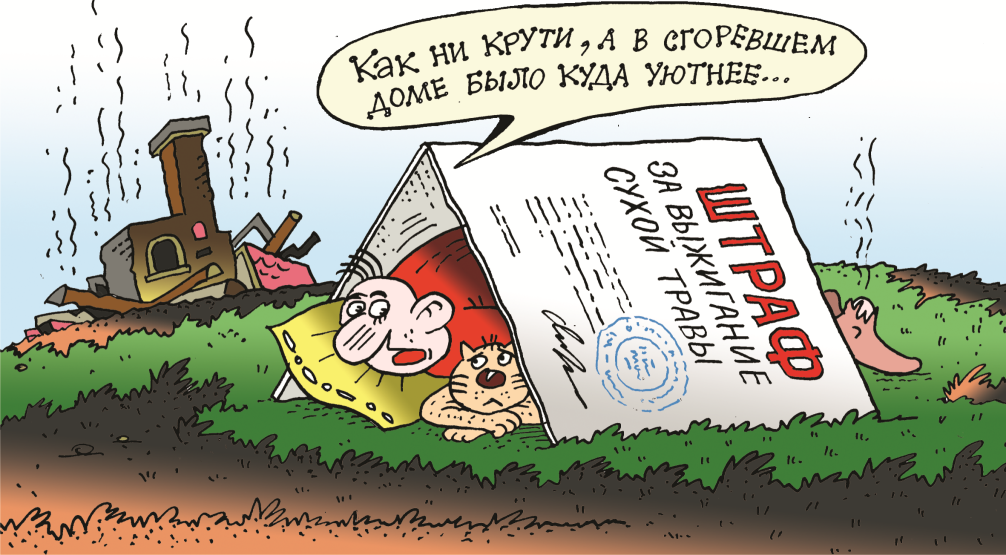 Как ни крути, а в сгоревшем
доме было куда уютнее...
ШТРАФ
ЗА ВЫЖИГАНИЕ
СУХОЙ ТРАВЫ